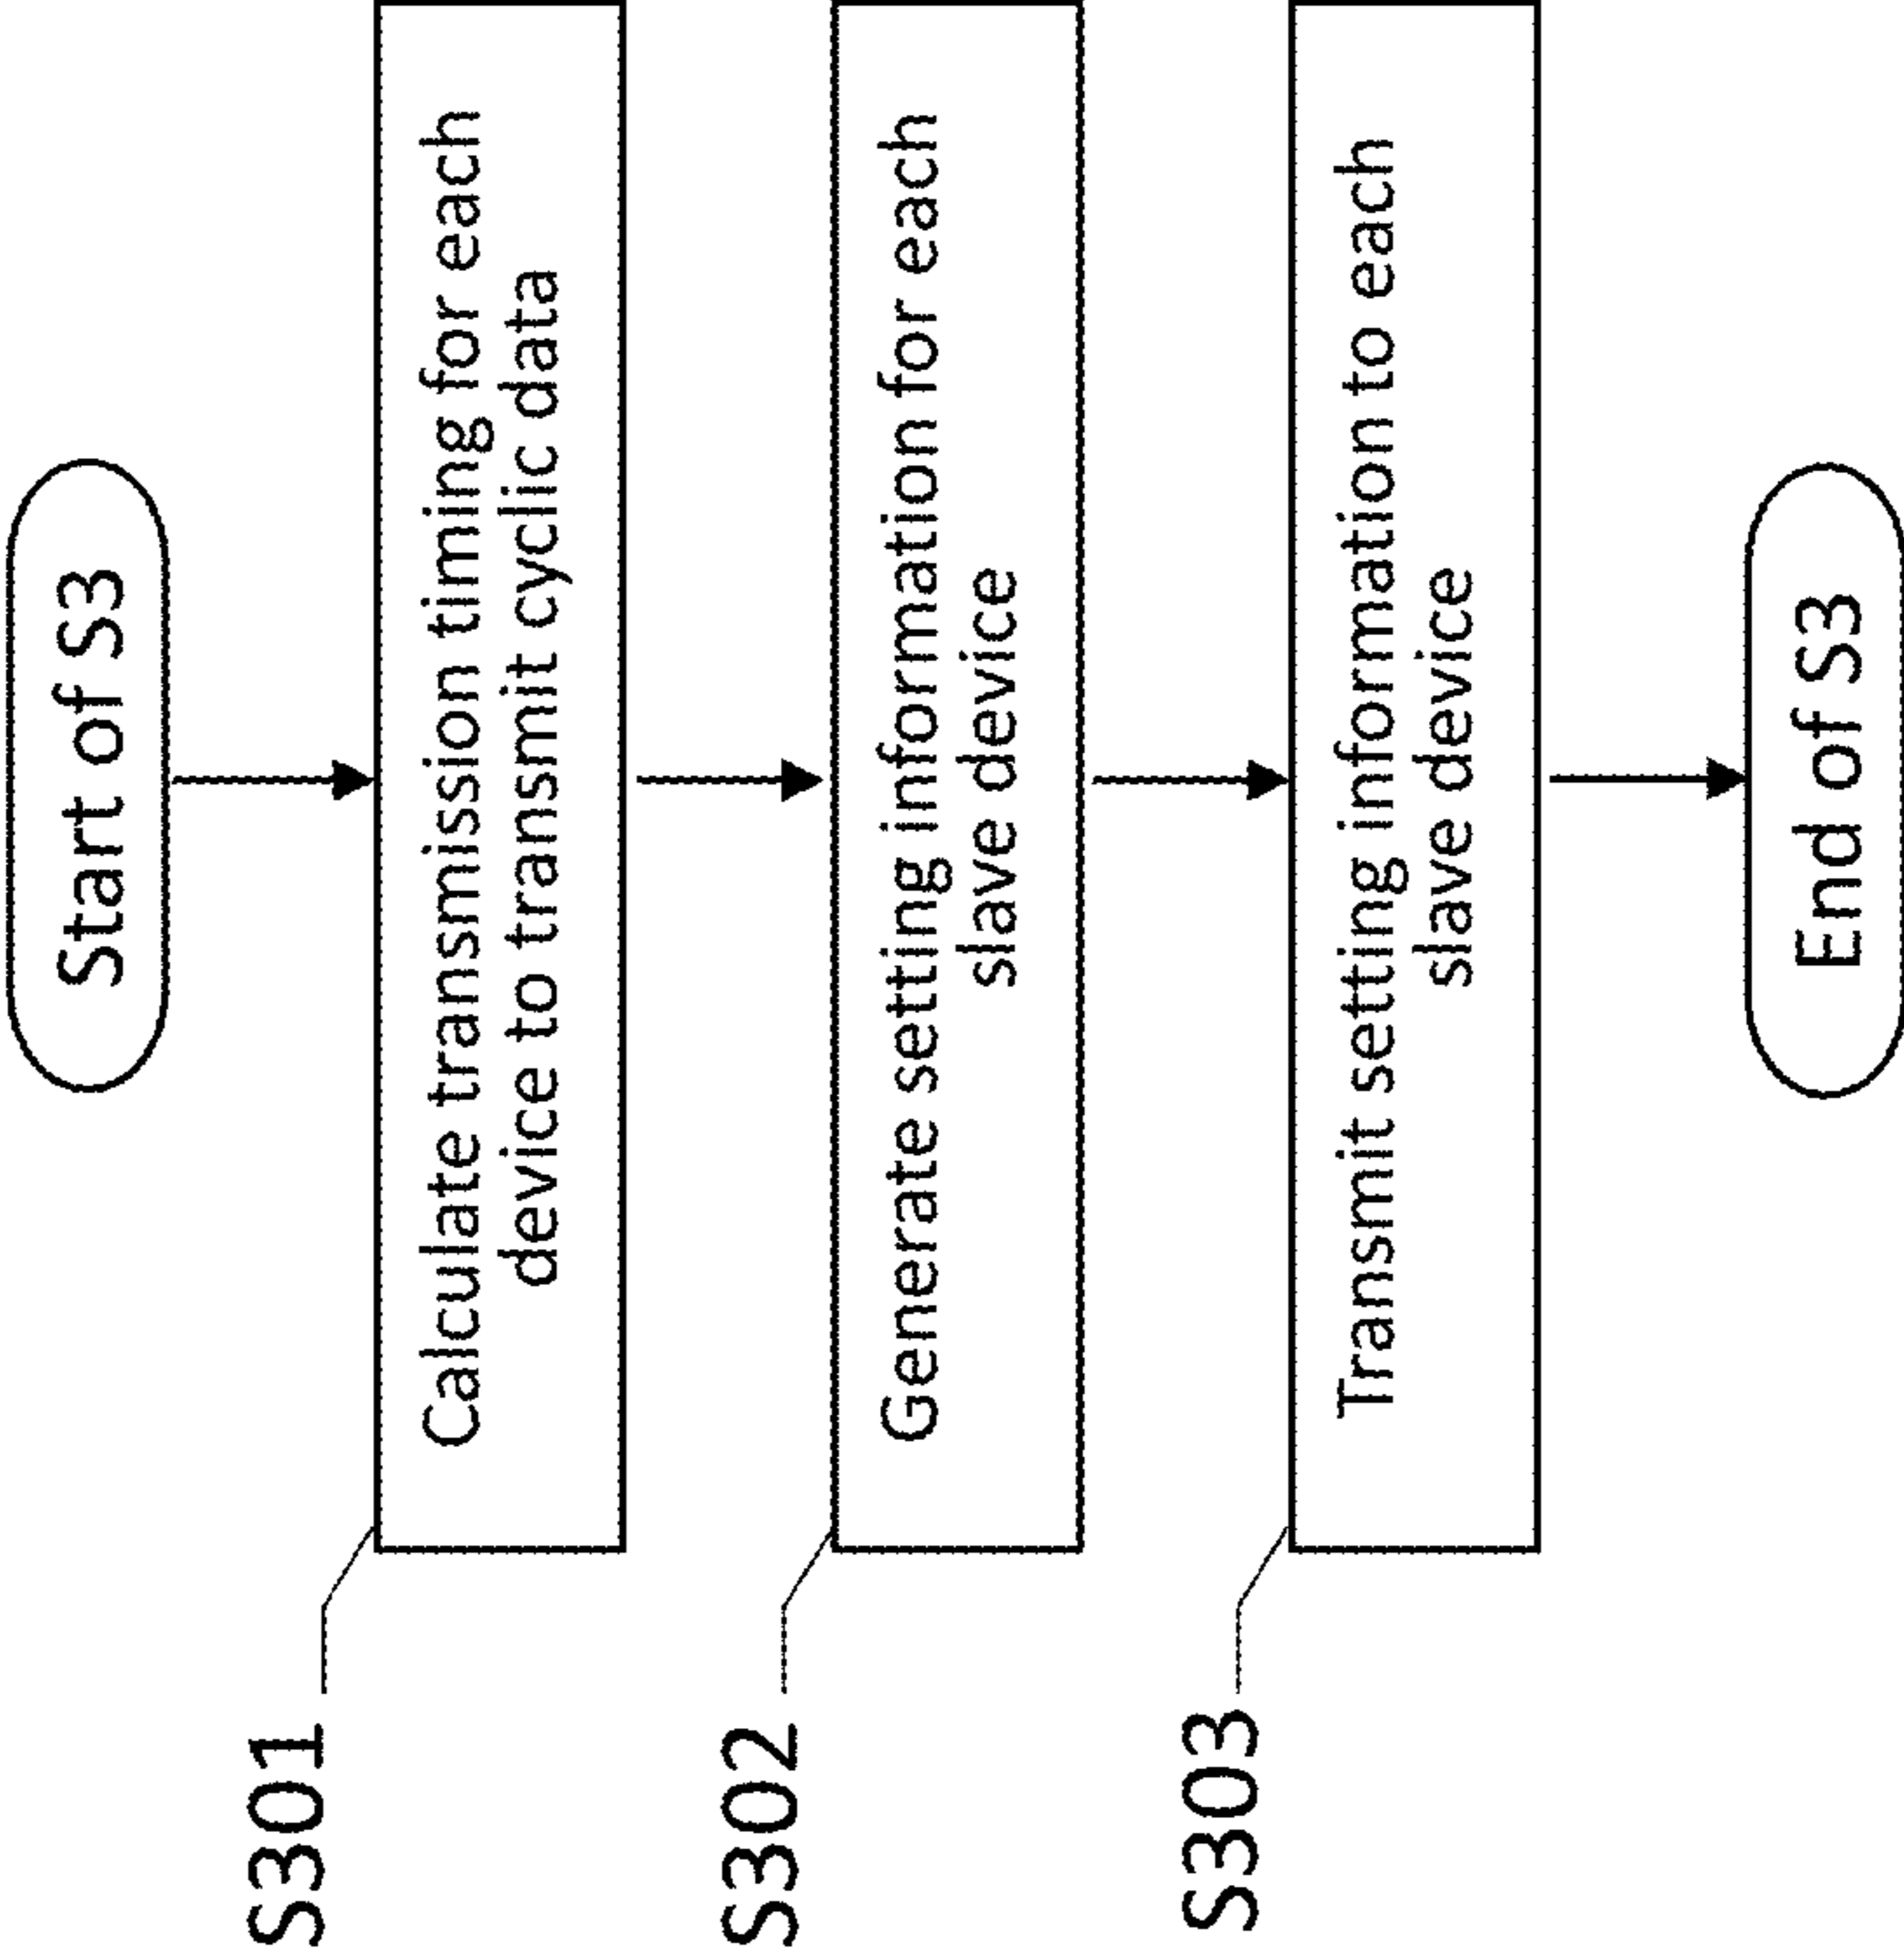 Start of S3
S301
Calculate transmission timing for each
device to transmit cyclic data
S302
Generate setting information for each
slave device
S303
Transmit setting information to each
slave device
End of S3